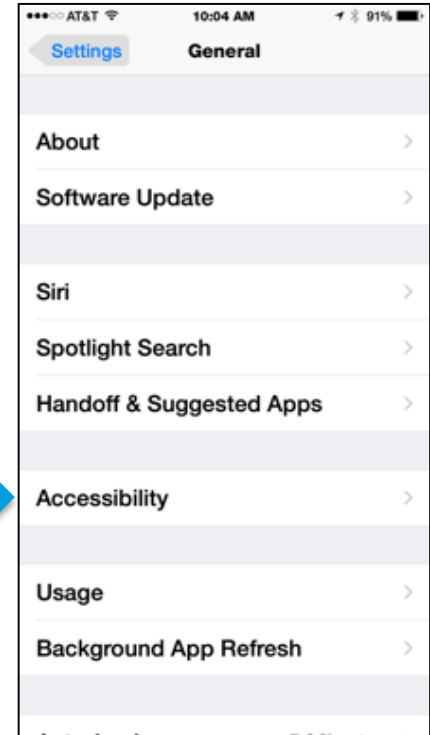 AT&T 10:04 AM 91%
Settings General
About
Software Update
Siri
Spotlight Search
Handoff & Suggested Apps
Accessibility
Usage
Background App Refresh